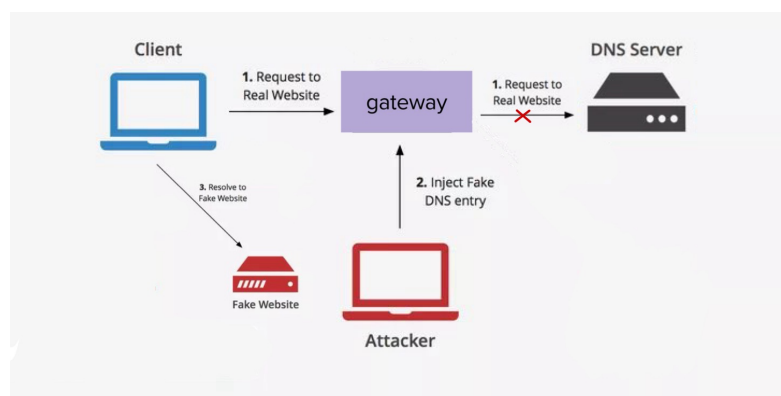 Client
DNS Server
1. Request to
Real Website
gateway
1. Request to
Real Website
2. Inject Fake
DNS entry
3. Resolve to
Fake Website
Fake Website
Attacker